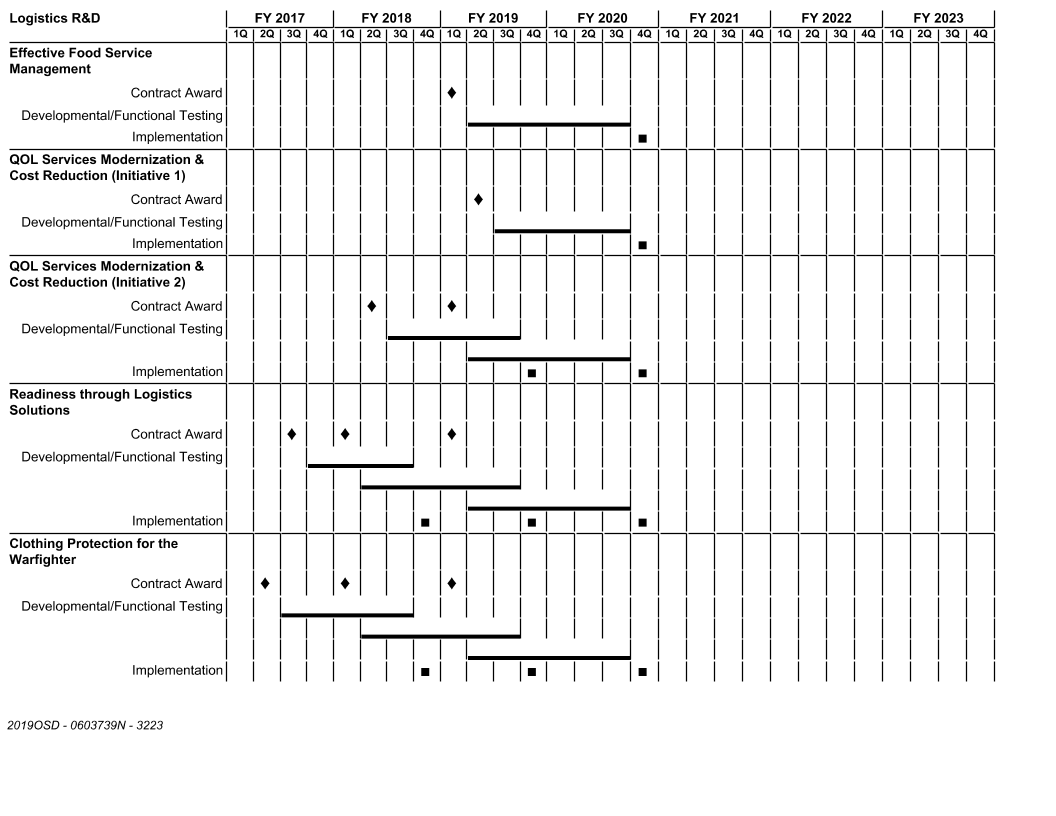 Logistics R&D FY 2017 FY 2018 FY 2019 FY 2020 FY 2021 FY 2022 FY 2023
1Q 2Q 3Q 4Q 1Q 2Q 3Q 4Q 1Q 2Q 3Q 4Q 1Q 2Q 3Q 4Q 1Q 2Q 3Q 4Q 1Q 2Q 3Q 4Q 1Q 2Q 3Q 4Q
Effective Food Service
Management
Contract Award
Developmental/Functional Testing
Implementation
QOL Services Modernization &
Cost Reduction (Initiative 1)
Contract Award
Developmental/Functional Testing
Implementation
QOL Services Modernization &
Cost Reduction (Initiative 2)
Contract Award
Developmental/Functional Testing
Implementation
Readiness through Logistics
Solutions
Contract Award
Developmental/Functional Testing
Implementation
Clothing Protection for the
Warfighter
Contract Award
Developmental/Functional Testing
Implementation
2019OSD - 0603739N - 3223